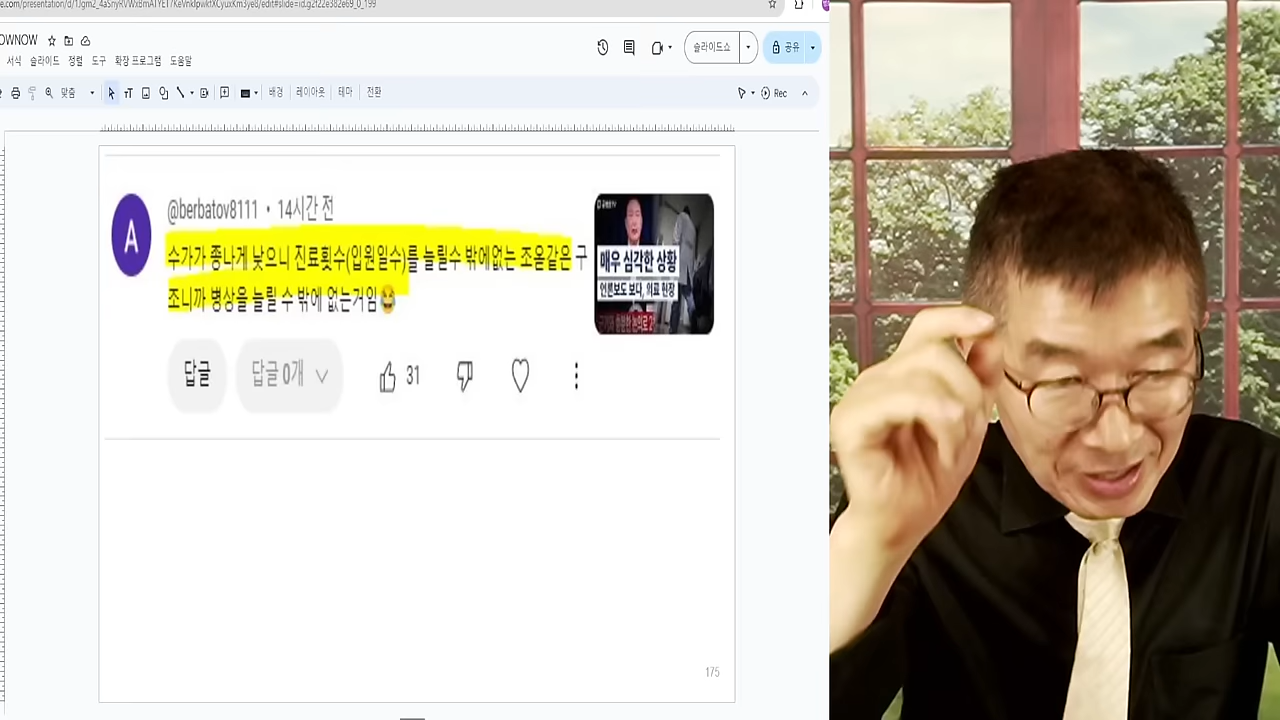 OWNOW
서식 슬라이드 정렬 도구 확장 프로그램 도움말
슬라이드쇼
공유
맞춤
배경 레이아웃 테마 전환
Rec
A
@berbatov8111 • 14시간 전
수가가 종나게 낮으니 진료횟수(입원일수)를 늘릴수 밖에없는 조옫같은 구
조니까 병상을 늘릴 수 밖에 없는거임😂
매우 심각한 상황
언론보도 보다, 의료 현장
답글
답글 0개
31
175